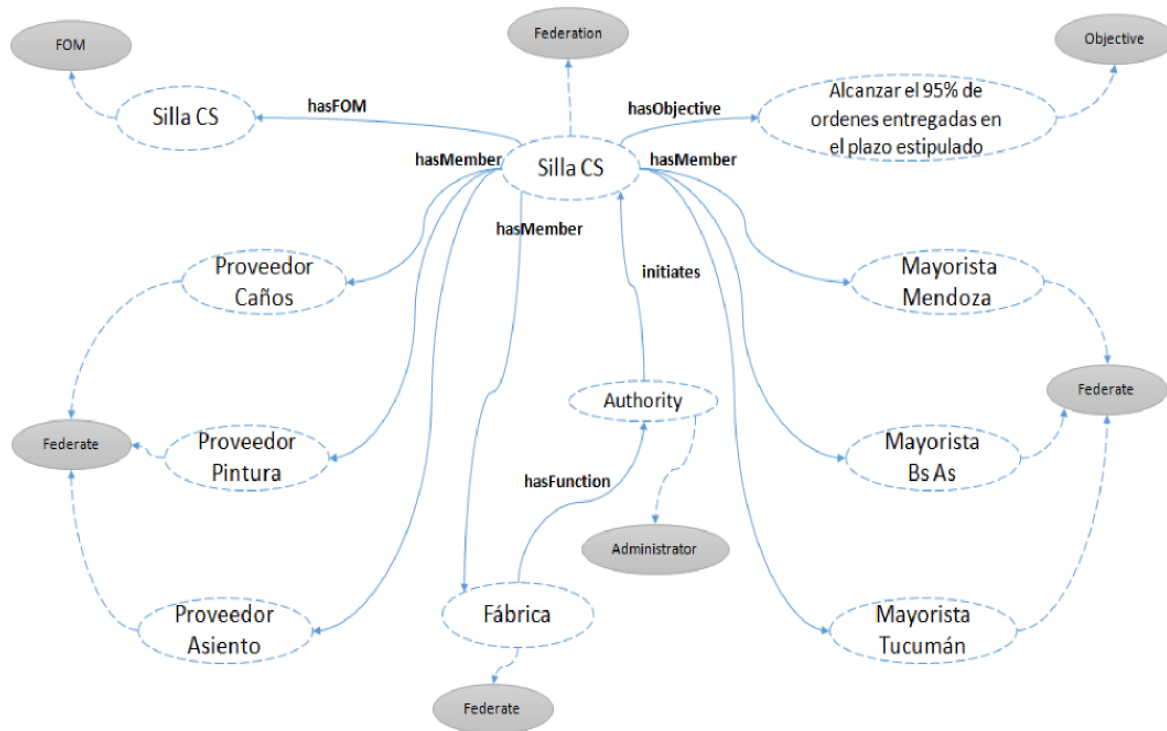 FOM
Federation
Objective
Silla CS
hasFOM
hasObjective
Alcanzar el 95% de
ordenes entregadas en
el plazo estipulado
hasMember
Silla CS
hasMember
hasMember
Proveedor
Caños
initiates
Mayorista
Mendoza
Federate
Authority
Federate
Proveedor
Pintura
Mayorista
Bs As
hasFunction
Administrator
Proveedor
Asiento
Fábrica
Mayorista
Tucumán
Federate